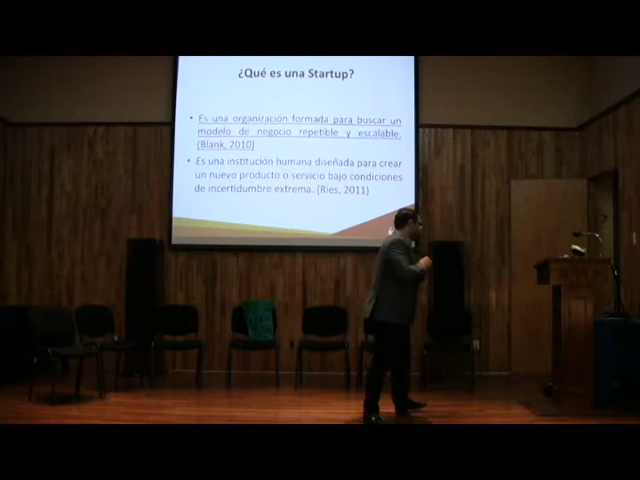 ¿Qué es una Startup?
• Es una organización formada para buscar un
modelo de negocio repetible y escalable.
(Blank, 2010)
• Es una institución humana diseñada para crear
un nuevo producto o servicio bajo condiciones
de incertidumbre extrema. (Ries, 2011)